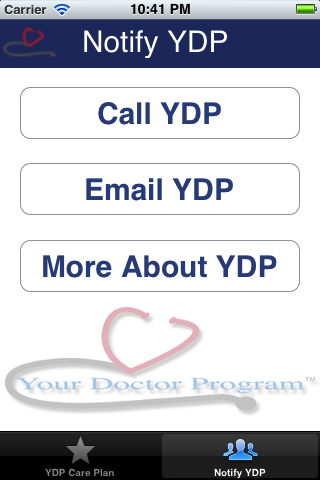 Carrier 10:41 PM
Notify YDP
Call YDP
Email YDP
More About YDP
Your Doctor Program™
YDP Care Plan Notify YDP